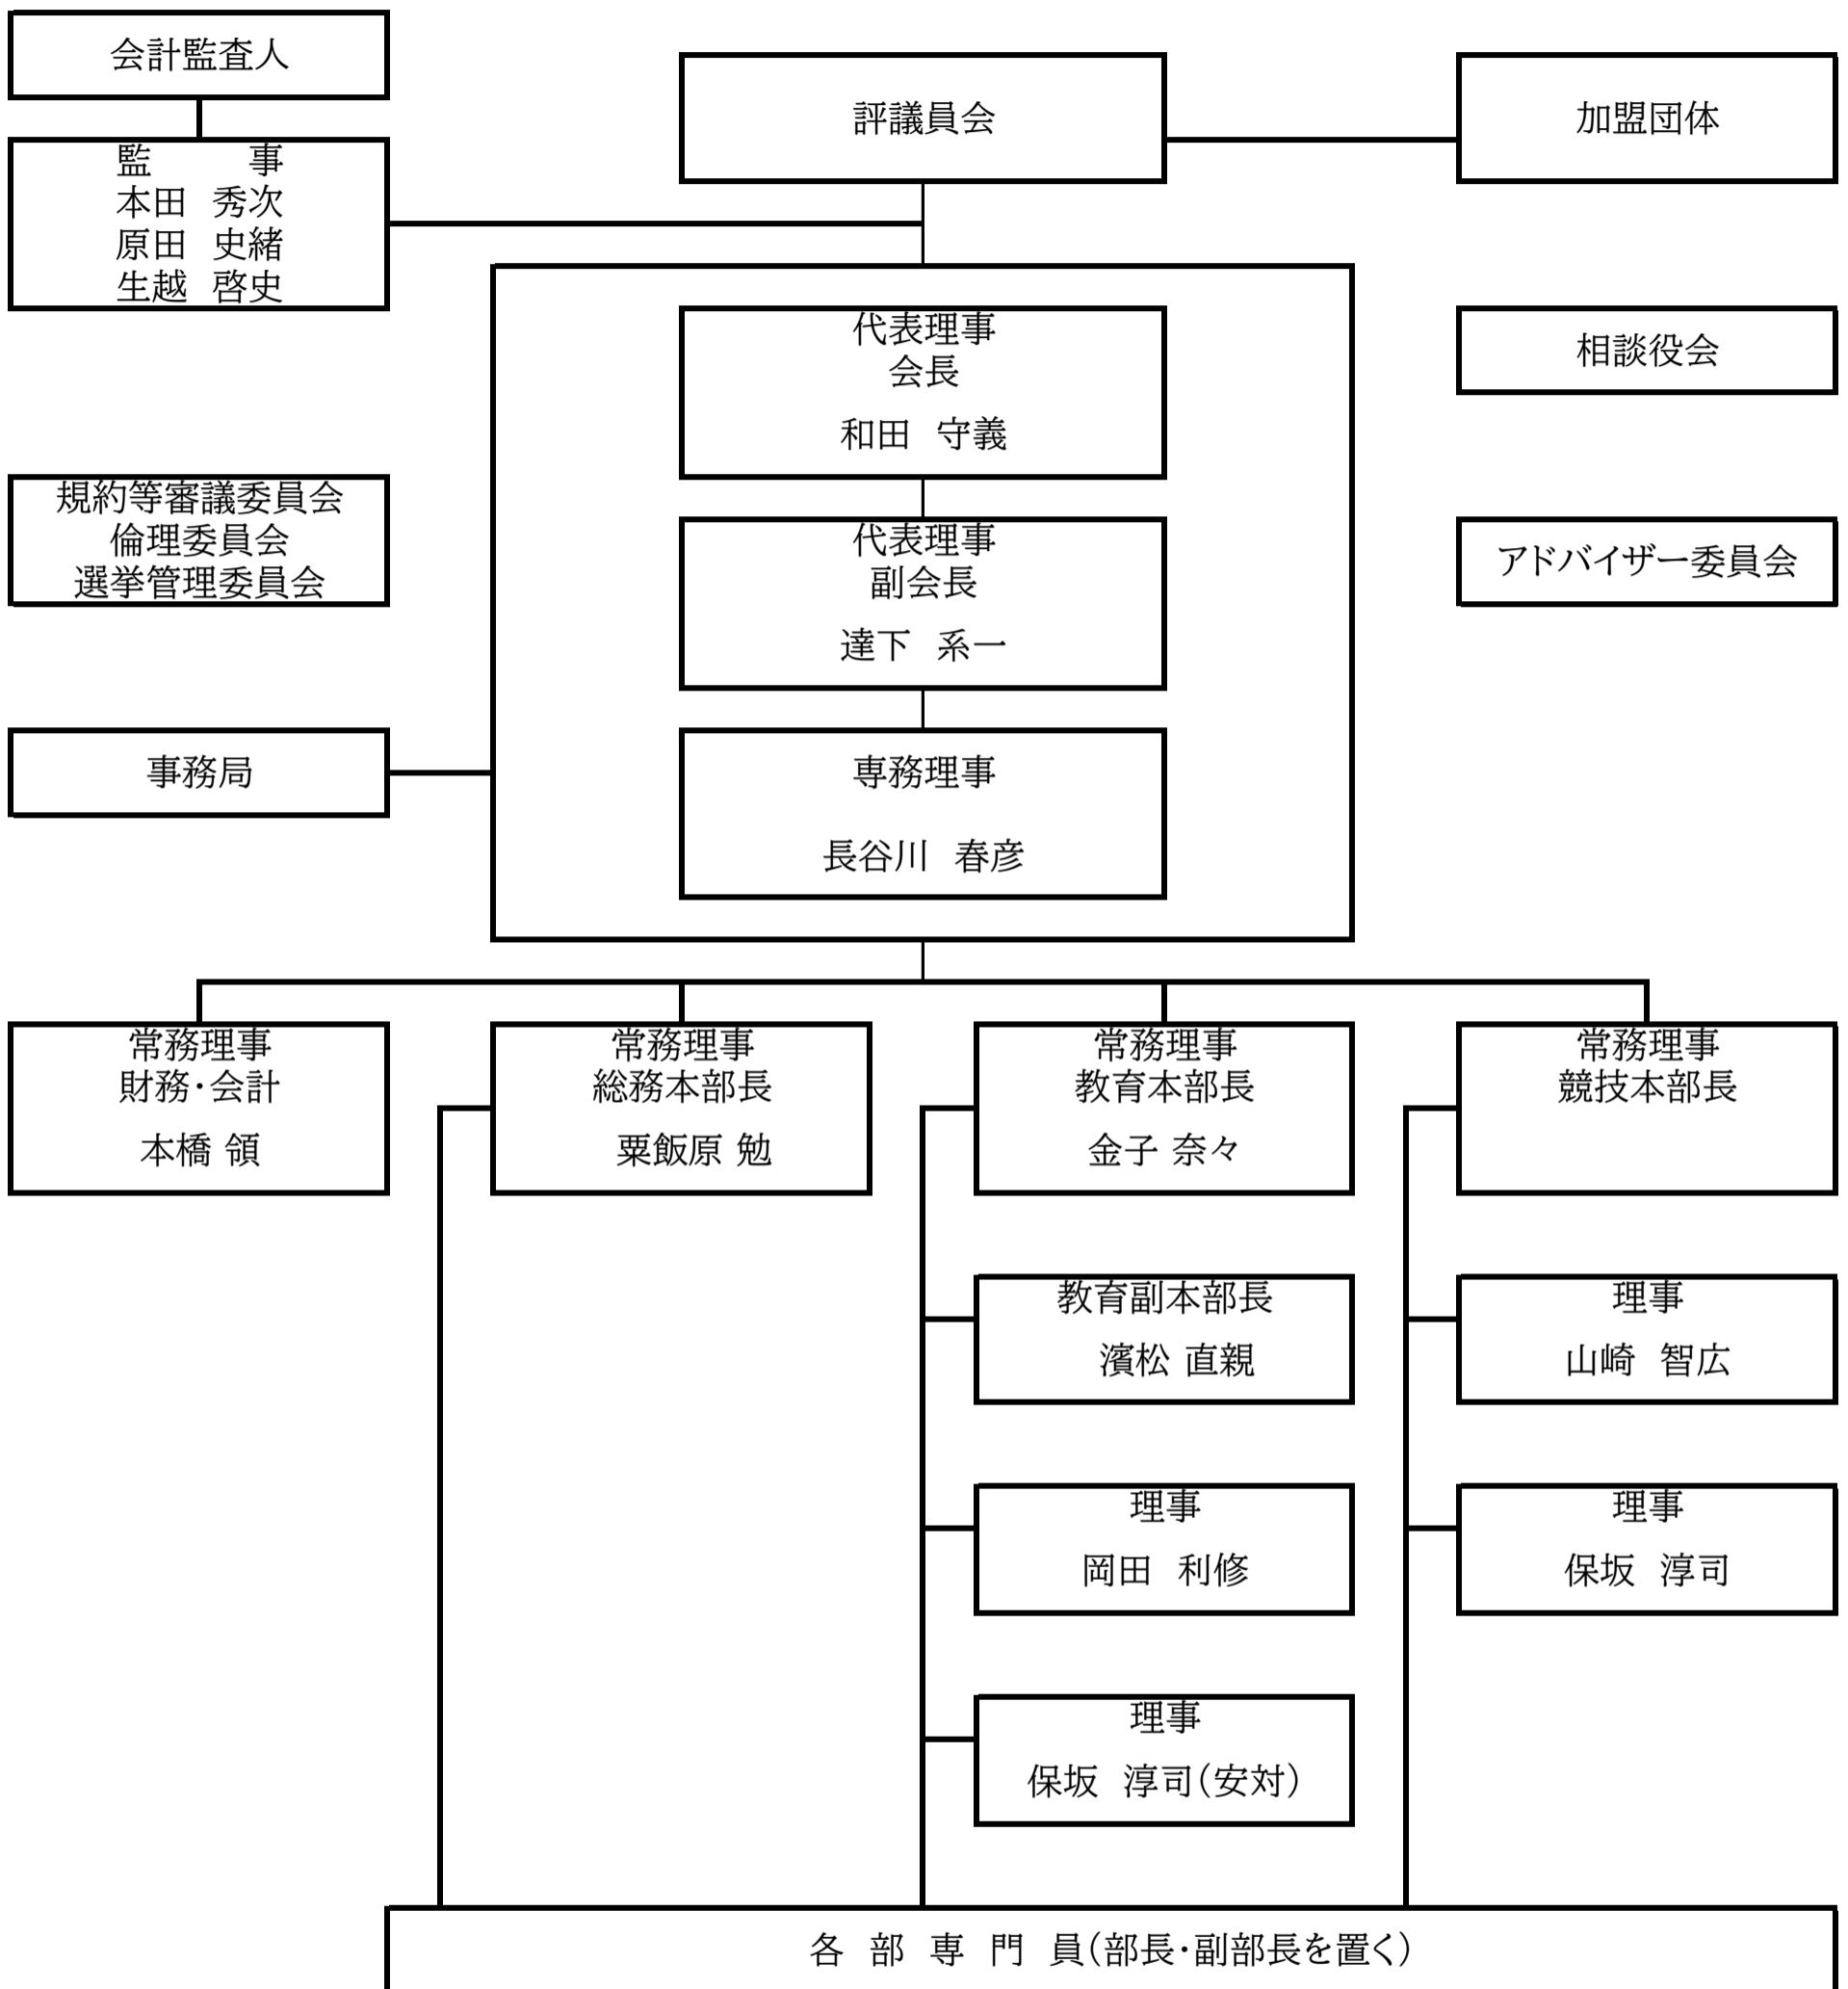 会計監査人
評議員会
加盟団体
監　　事
本田　秀次
原田　史緒
生越　啓史
代表理事
会長
和田　守義
相談役会
規約等審議委員会
倫理委員会
選挙管理委員会
代表理事
副会長
達下　系一
アドバイザー委員会
事務局
専務理事
長谷川　春彦
常務理事
財務・会計
本橋 領
常務理事
総務本部長
粟飯原 勉
常務理事
教育本部長
金子 奈々
常務理事
競技本部長
教育副本部長
濱松 直親
理事
山崎　智広
理事
岡田　利修
理事
保坂　淳司
理事
保坂　淳司（安対）
各　部　専　門　員（部長・副部長を置く）